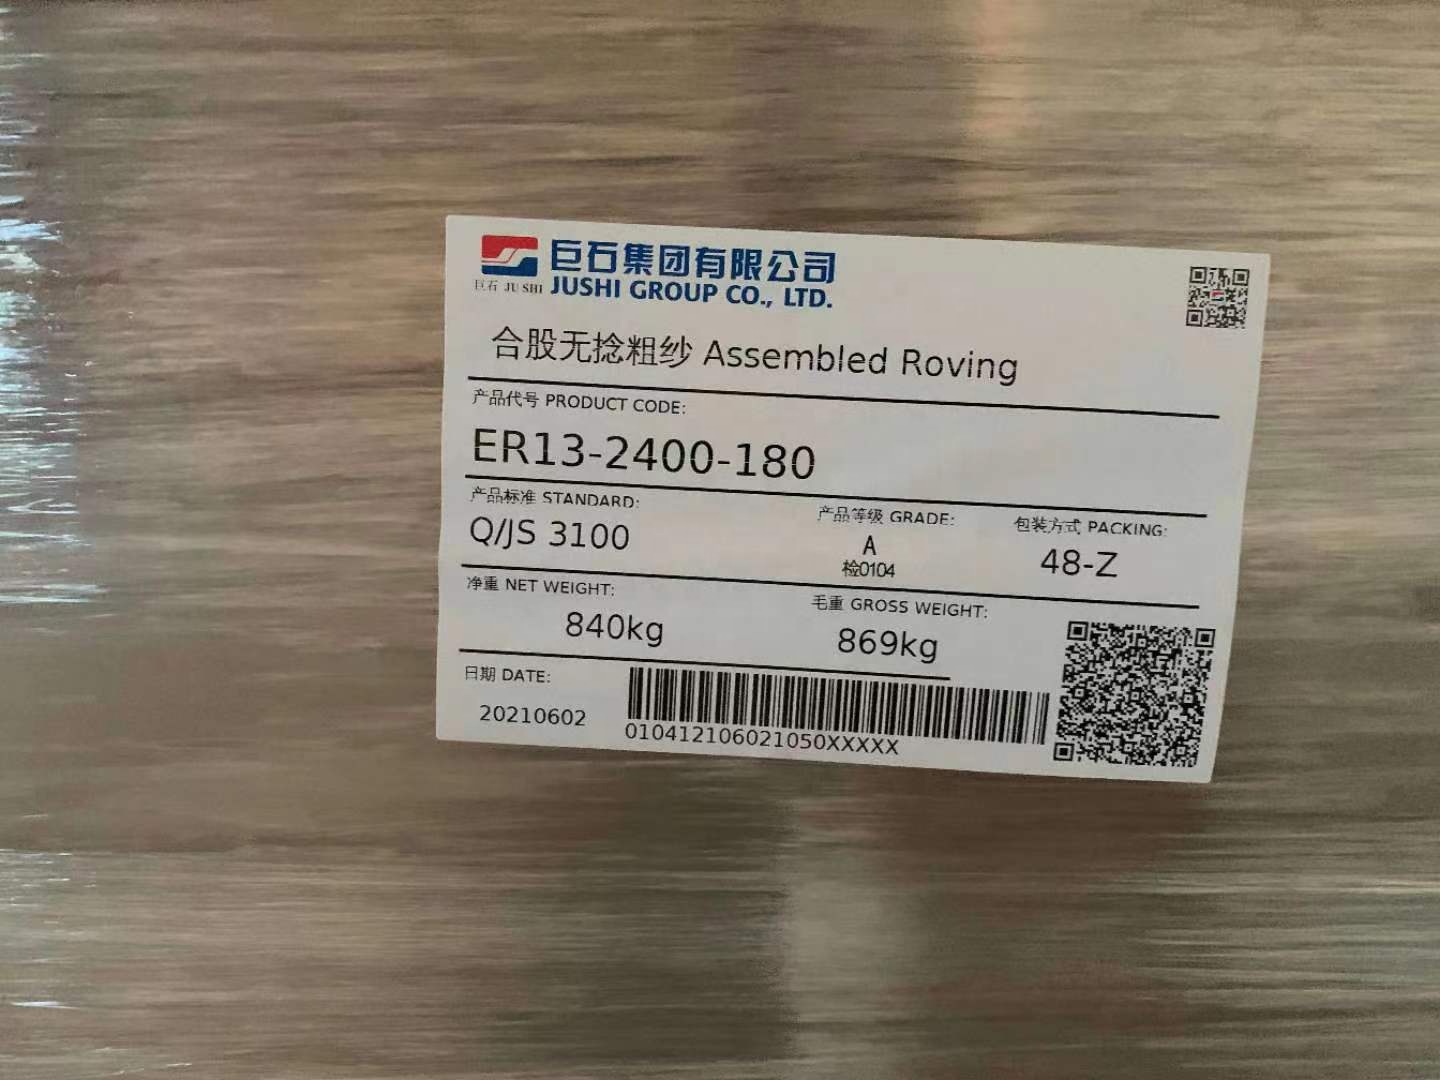 巨石集团有限公司
巨石 JU SHI JUSHI GROUP CO., LTD.
合股无捻粗纱 Assembled Roving
产品代号 PRODUCT CODE:
ER13-2400-180
产品标准 STANDARD: 产品等级 GRADE: 包装方式 PACKING:
Q/JS 3100 A 48-Z
检0104
净重 NET WEIGHT: 毛重 GROSS WEIGHT:
840kg 869kg
日期 DATE:
20210602
010412106021050XXXXX